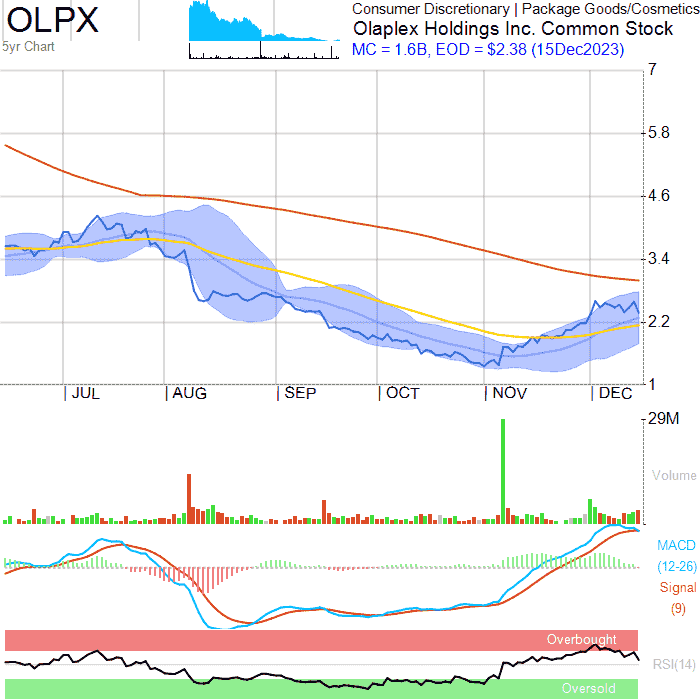 OLPX
5yr Chart
Consumer Discretionary | Package Goods/Cosmetics
Olaplex Holdings Inc. Common Stock
MC = 1.6B, EOD = $2.38 (15Dec2023)
7
5.8
4.6
3.4
2.2
1
| JUL | AUG | SEP | OCT | NOV | DEC
29M
Volume
MACD
(12-26)
Signal
(9)
Overbought
RSI(14)
Oversold